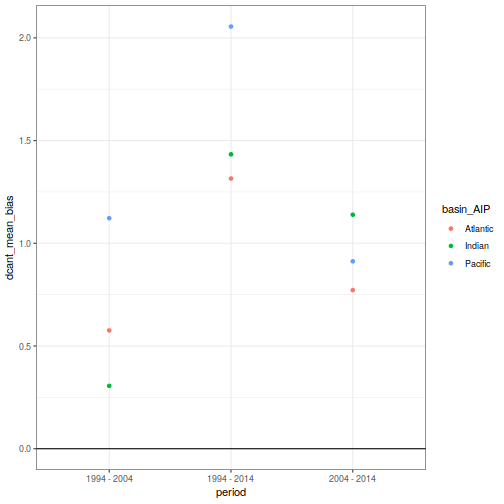 2.0
1.5
1.0
0.5
0.0
dcant_mean_bias
1994 - 2004
1994 - 2014
2004 - 2014
period
basin_AIP
Atlantic
Indian
Pacific